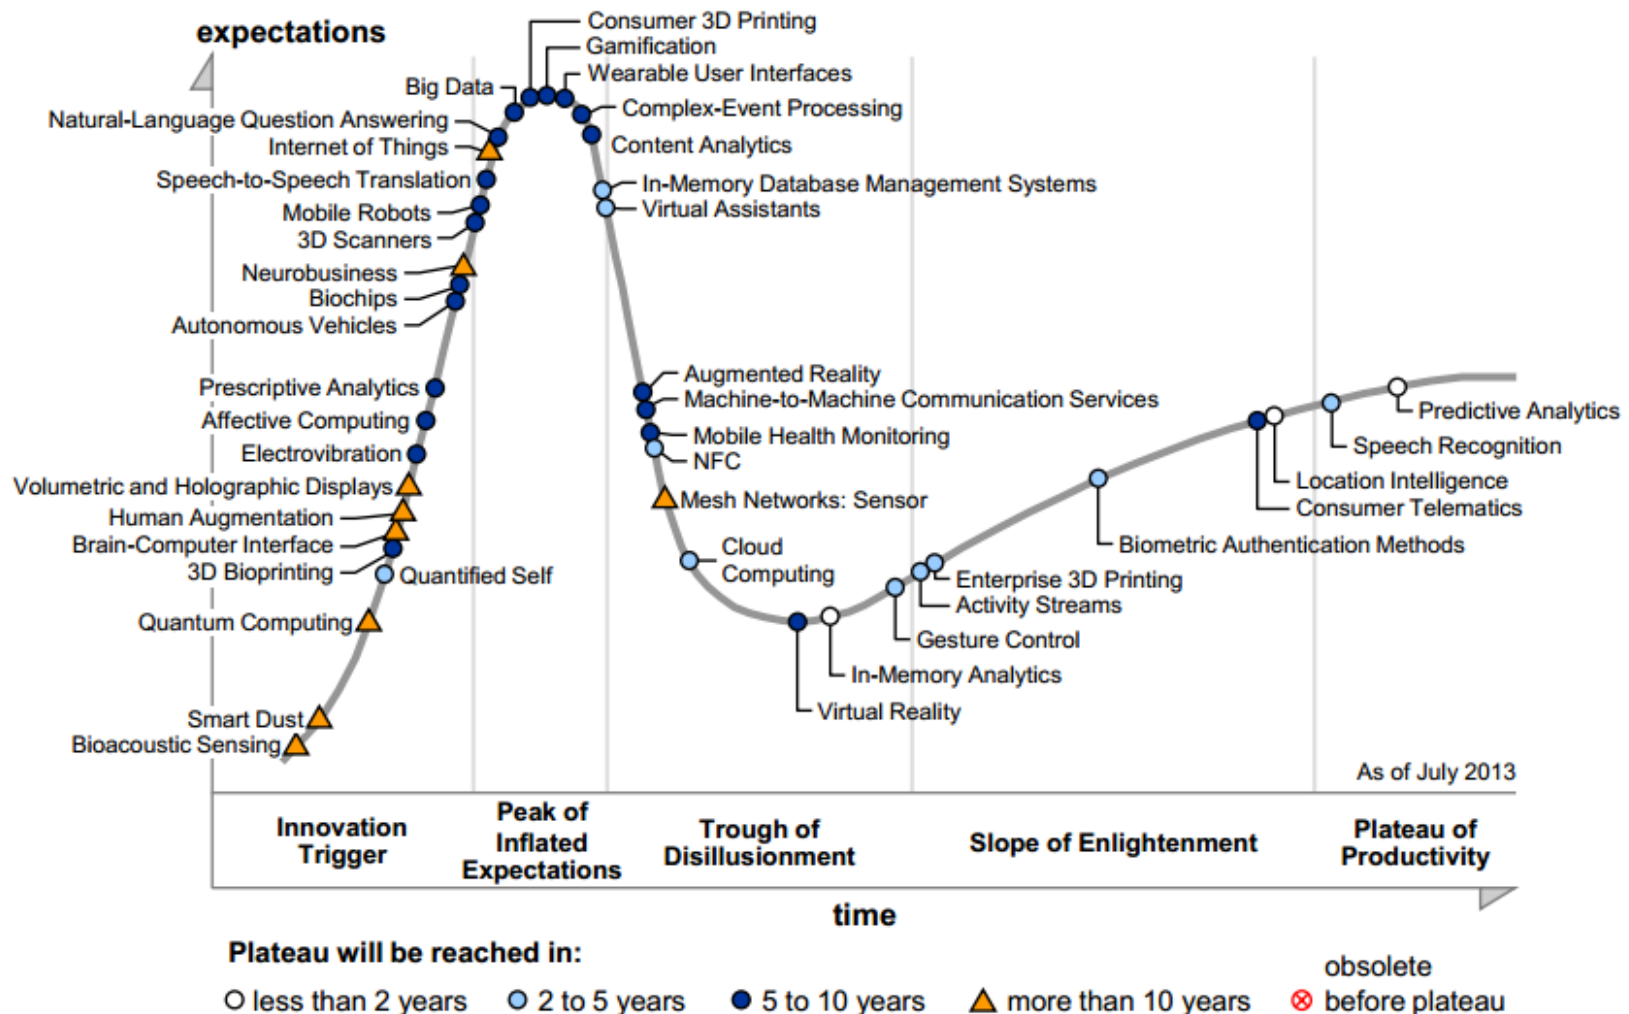 expectations
Consumer 3D Printing
Gamification
Wearable User Interfaces
Big Data
Complex-Event Processing
Natural-Language Question Answering
Content Analytics
Internet of Things
Speech-to-Speech Translation
In-Memory Database Management Systems
Mobile Robots
Virtual Assistants
3D Scanners
Neurobusiness
Biochips
Autonomous Vehicles
Augmented Reality
Prescriptive Analytics
Machine-to-Machine Communication Services
Affective Computing
Mobile Health Monitoring
Electrovibration
NFC
Volumetric and Holographic Displays
Mesh Networks: Sensor
Human Augmentation
Brain-Computer Interface
Cloud
Computing
3D Bioprinting
Quantified Self
Quantum Computing
Smart Dust
Bioacoustic Sensing
Predictive Analytics
Speech Recognition
Location Intelligence
Consumer Telematics
Biometric Authentication Methods
Enterprise 3D Printing
Activity Streams
Gesture Control
In-Memory Analytics
Virtual Reality
As of July 2013
Innovation
Trigger
Peak of
Inflated
Expectations
Trough of
Disillusionment
Slope of Enlightenment
Plateau of
Productivity
time
Plateau will be reached in:
less than 2 years
2 to 5 years
5 to 10 years
more than 10 years
obsolete
before plateau